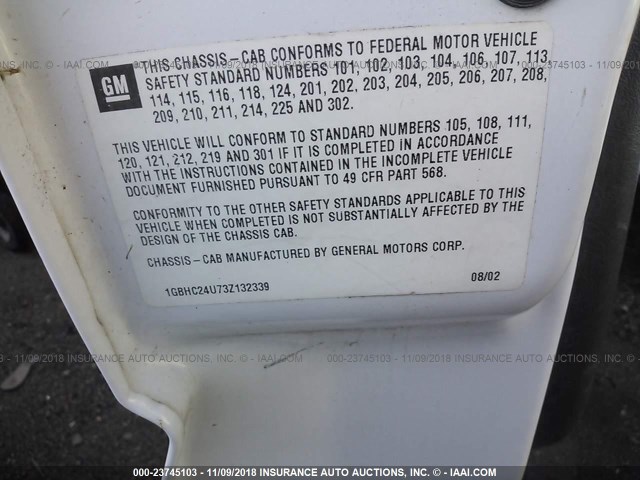 GM
THIS CHASSIS-CAB CONFORMS TO FEDERAL MOTOR VEHICLE
SAFETY STANDARD NUMBERS 101, 102, 103, 104, 106, 107, 113,
114, 115, 116, 118, 124, 201, 202, 203, 204, 205, 206, 207, 208,
209, 210, 211, 214, 225 AND 302.
THIS VEHICLE WILL CONFORM TO STANDARD NUMBERS 105, 108, 111,
120, 121, 212, 219 AND 301 IF IT IS COMPLETED IN ACCORDANCE
WITH THE INSTRUCTIONS CONTAINED IN THE INCOMPLETE VEHICLE
DOCUMENT FURNISHED PURSUANT TO 49 CFR PART 568.
CONFORMITY TO THE OTHER SAFETY STANDARDS APPLICABLE TO THIS
VEHICLE WHEN COMPLETED IS NOT SUBSTANTIALLY AFFECTED BY THE
DESIGN OF THE CHASSIS CAB.
CHASSIS-CAB MANUFACTURED BY GENERAL MOTORS CORP.
1GBHC24U73Z132339 08/02
000-23745103 - 11/09/2018 INSURANCE AUTO AUCTIONS - © - IAAI.COM